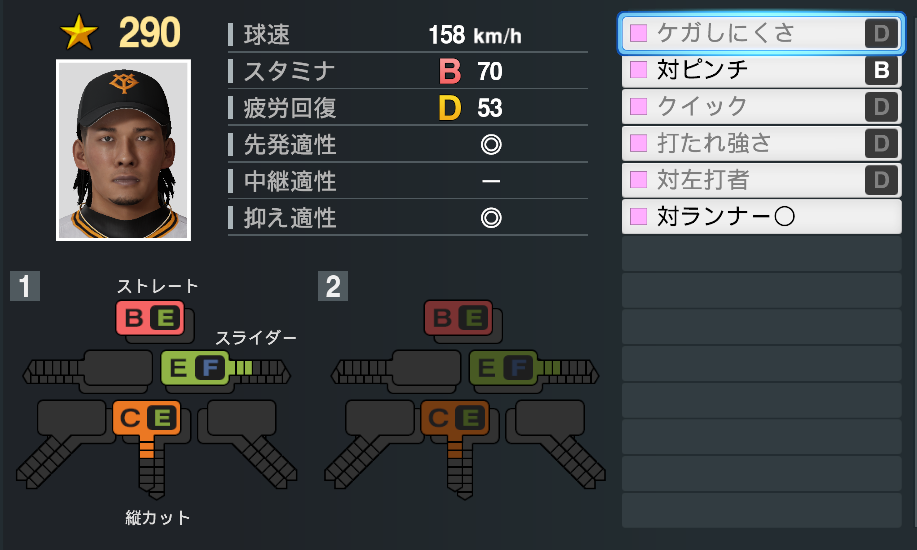 ★ 290
球速 158 km/h
スタミナ B 70
疲労回復 D 53
先発適性 ◎
中継適性 －
抑え適性 ◎
ケガしにくさ D
対ピンチ B
クイック D
打たれ強さ D
対左打者 D
対ランナー○
1
ストレート
B E
スライダー
E F
C E
縦カット
2
B E
E F
C E